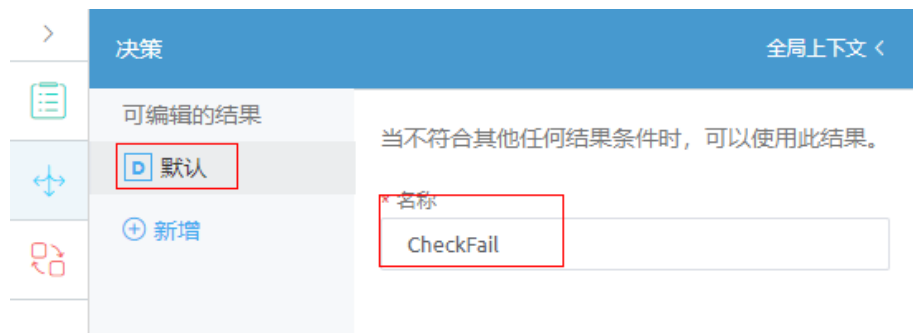 决策
全局上下文
可编辑的结果
D 默认
新增
当不符合其他任何结果条件时，可以使用此结果。
* 名称
CheckFail